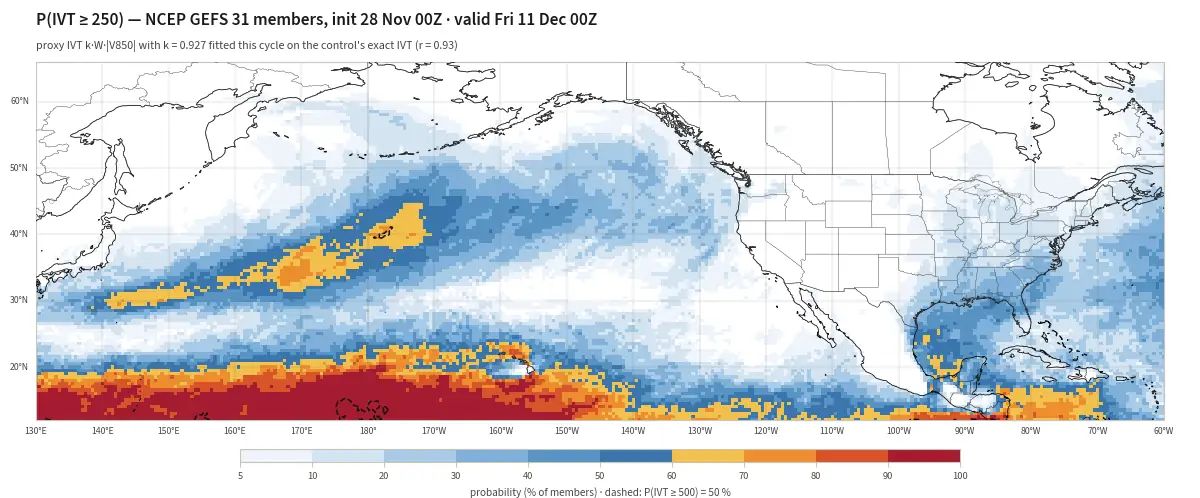 P(IVT ≥ 250) — NCEP GEFS 31 members, init 28 Nov 00Z · valid Fri 11 Dec 00Z
proxy IVT k·W·|V850| with k = 0.927 fitted this cycle on the control's exact IVT (r = 0.93)
60°N
50°N
40°N
30°N
20°N
130°E 140°E 150°E 160°E 170°E 180° 170°W 160°W 150°W 140°W 130°W 120°W 110°W 100°W 90°W 80°W 70°W 60°W
5 10 20 30 40 50 60 70 80 90 100
probability (% of members) · dashed: P(IVT ≥ 500) = 50 %